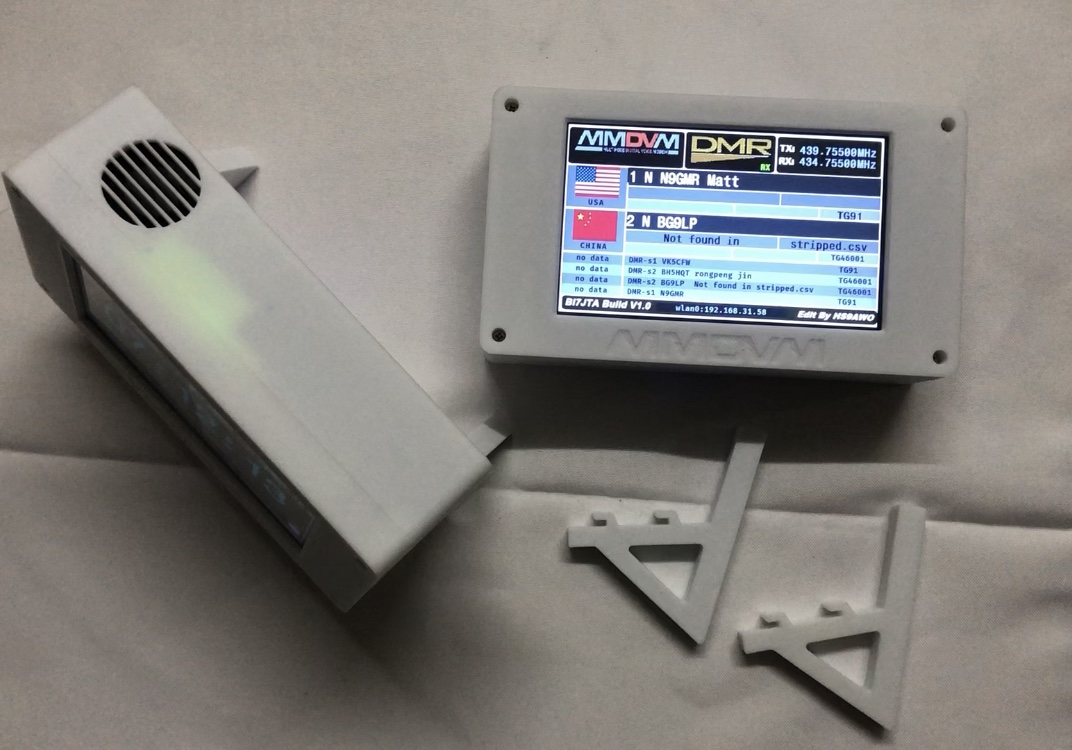 MMDVM
DMR
RX
TX: 439.75500MHz
RX: 434.75500MHz
1 N N9GMR Matt
USA
TG91
2 N BG9LP
CHINA
Not found in stripped.csv
TG46001
no data DMR-s1 VK5CFW TG91
no data DMR-s2 BH5HQT rongpeng jin TG46001
no data DMR-s2 BG9LP Not found in stripped.csv TG46001
no data DMR-s1 N9GMR TG91
BI7JTA Build V1.0
wlan0:192.168.31.58
Edit By HS0AWO
MMDVM